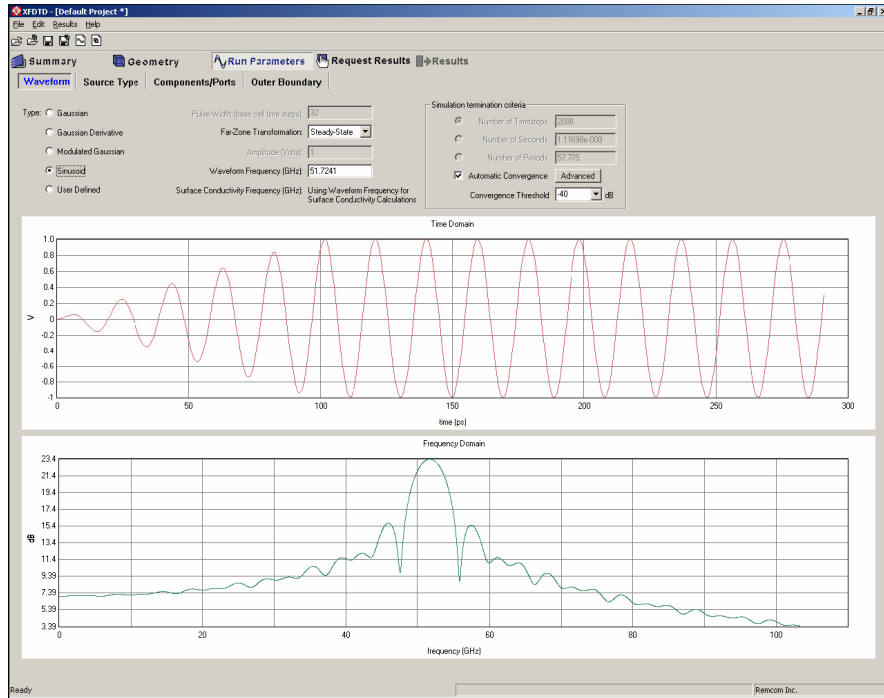 XFDTD - [Default Project *]
File Edit Results Help
Summary Geometry Run Parameters Request Results Results
Waveform Source Type Components/Ports Outer Boundary
Type: Gaussian
Gaussian Derivative
Modulated Gaussian
Sinusoid
User Defined
Pulse Width (base cell time steps): 32
Far-Zone Transformation: Steady-State
Amplitude (Volts): 1
Waveform Frequency (GHz): 51.7241
Surface Conductivity Frequency (GHz): Using Waveform Frequency for
Surface Conductivity Calculations
Simulation termination criteria
Number of Timesteps 2000
Number of Seconds 1.11698e-009
Number of Periods 57.775
Automatic Convergence Advanced
Convergence Threshold -40 dB
Time Domain
1.0
0.8
0.6
0.4
0.2
0
0.2
0.4
0.6
-0.8
-1
V
0 50 100 150 200 250 300
time (ps)
Frequency Domain
23.4
21.4
19.4
17.4
15.4
13.4
11.4
9.39
7.39
5.39
3.39
dB
0 20 40 60 80 100
frequency (GHz)
Ready Remcom Inc.